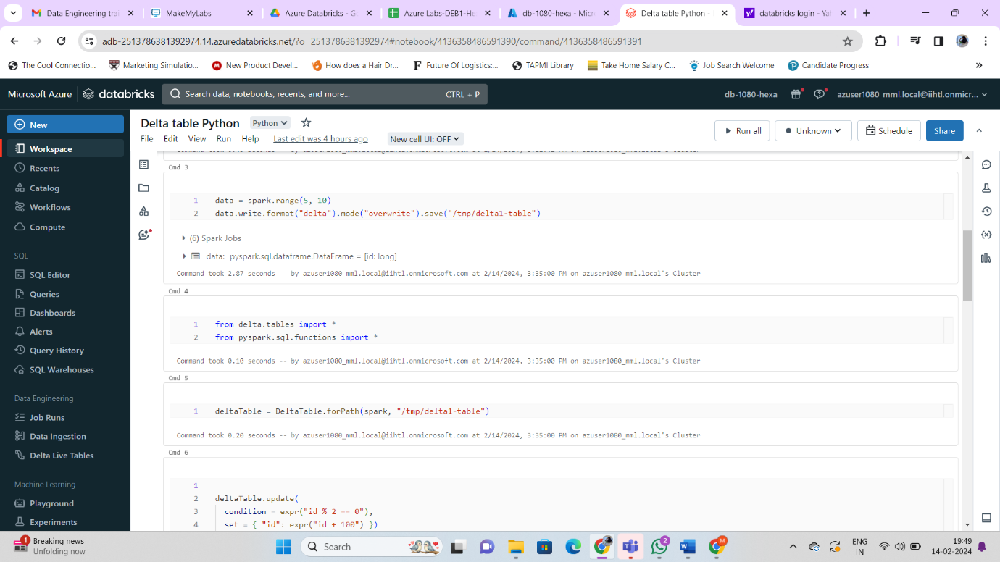 Data Engineering trai
MakeMyLabs
Azure Databricks - Go
Azure Labs-DEB1-He
db-1080-hexa - Micr
Delta table Python -
databricks login - Yah
adb-2513786381392974.14.azuredatabricks.net/?o=2513786381392974#notebook/4136358486591390/command/4136358486591391
The Cool Connectio...
Marketing Simulatio...
New Product Devel...
How does a Hair Dr...
Future Of Logistics:...
TAPMI Library
Take Home Salary C...
Job Search Welcome
Candidate Progress
»
Microsoft Azure
databricks
Search data, notebooks, recents, and more...
CTRL + P
db-1080-hexa
azuser1080_mml.local@iihtl.onmicr...
New
Workspace
Recents
Catalog
Workflows
Compute
SQL
SQL Editor
Queries
Dashboards
Alerts
Query History
SQL Warehouses
Data Engineering
Job Runs
Data Ingestion
Delta Live Tables
Machine Learning
Playground
Experiments
Delta table Python
Python
File Edit View Run Help Last edit was 4 hours ago New cell UI: OFF
Run all
Unknown
Schedule
Share
Cmd 3
1 data = spark.range(5, 10)
2 data.write.format("delta").mode("overwrite").save("/tmp/delta1-table")
(6) Spark Jobs
data: pyspark.sql.dataframe.DataFrame = [id: long]
Command took 2.87 seconds -- by azuser1080_mml.local@iihtl.onmicrosoft.com at 2/14/2024, 3:35:00 PM on azuser1080_mml.local's Cluster
Cmd 4
1 from delta.tables import *
2 from pyspark.sql.functions import *
Command took 0.10 seconds -- by azuser1080_mml.local@iihtl.onmicrosoft.com at 2/14/2024, 3:35:00 PM on azuser1080_mml.local's Cluster
Cmd 5
1 deltaTable = DeltaTable.forPath(spark, "/tmp/delta1-table")
Command took 0.20 seconds -- by azuser1080_mml.local@iihtl.onmicrosoft.com at 2/14/2024, 3:35:00 PM on azuser1080_mml.local's Cluster
Cmd 6
1
2 deltaTable.update(
3 condition = expr("id % 2 == 0"),
4 set = { "id": expr("id + 100") })
1
Breaking news
Unfolding now
Search
2
M
ENG
IN
19:49
14-02-2024